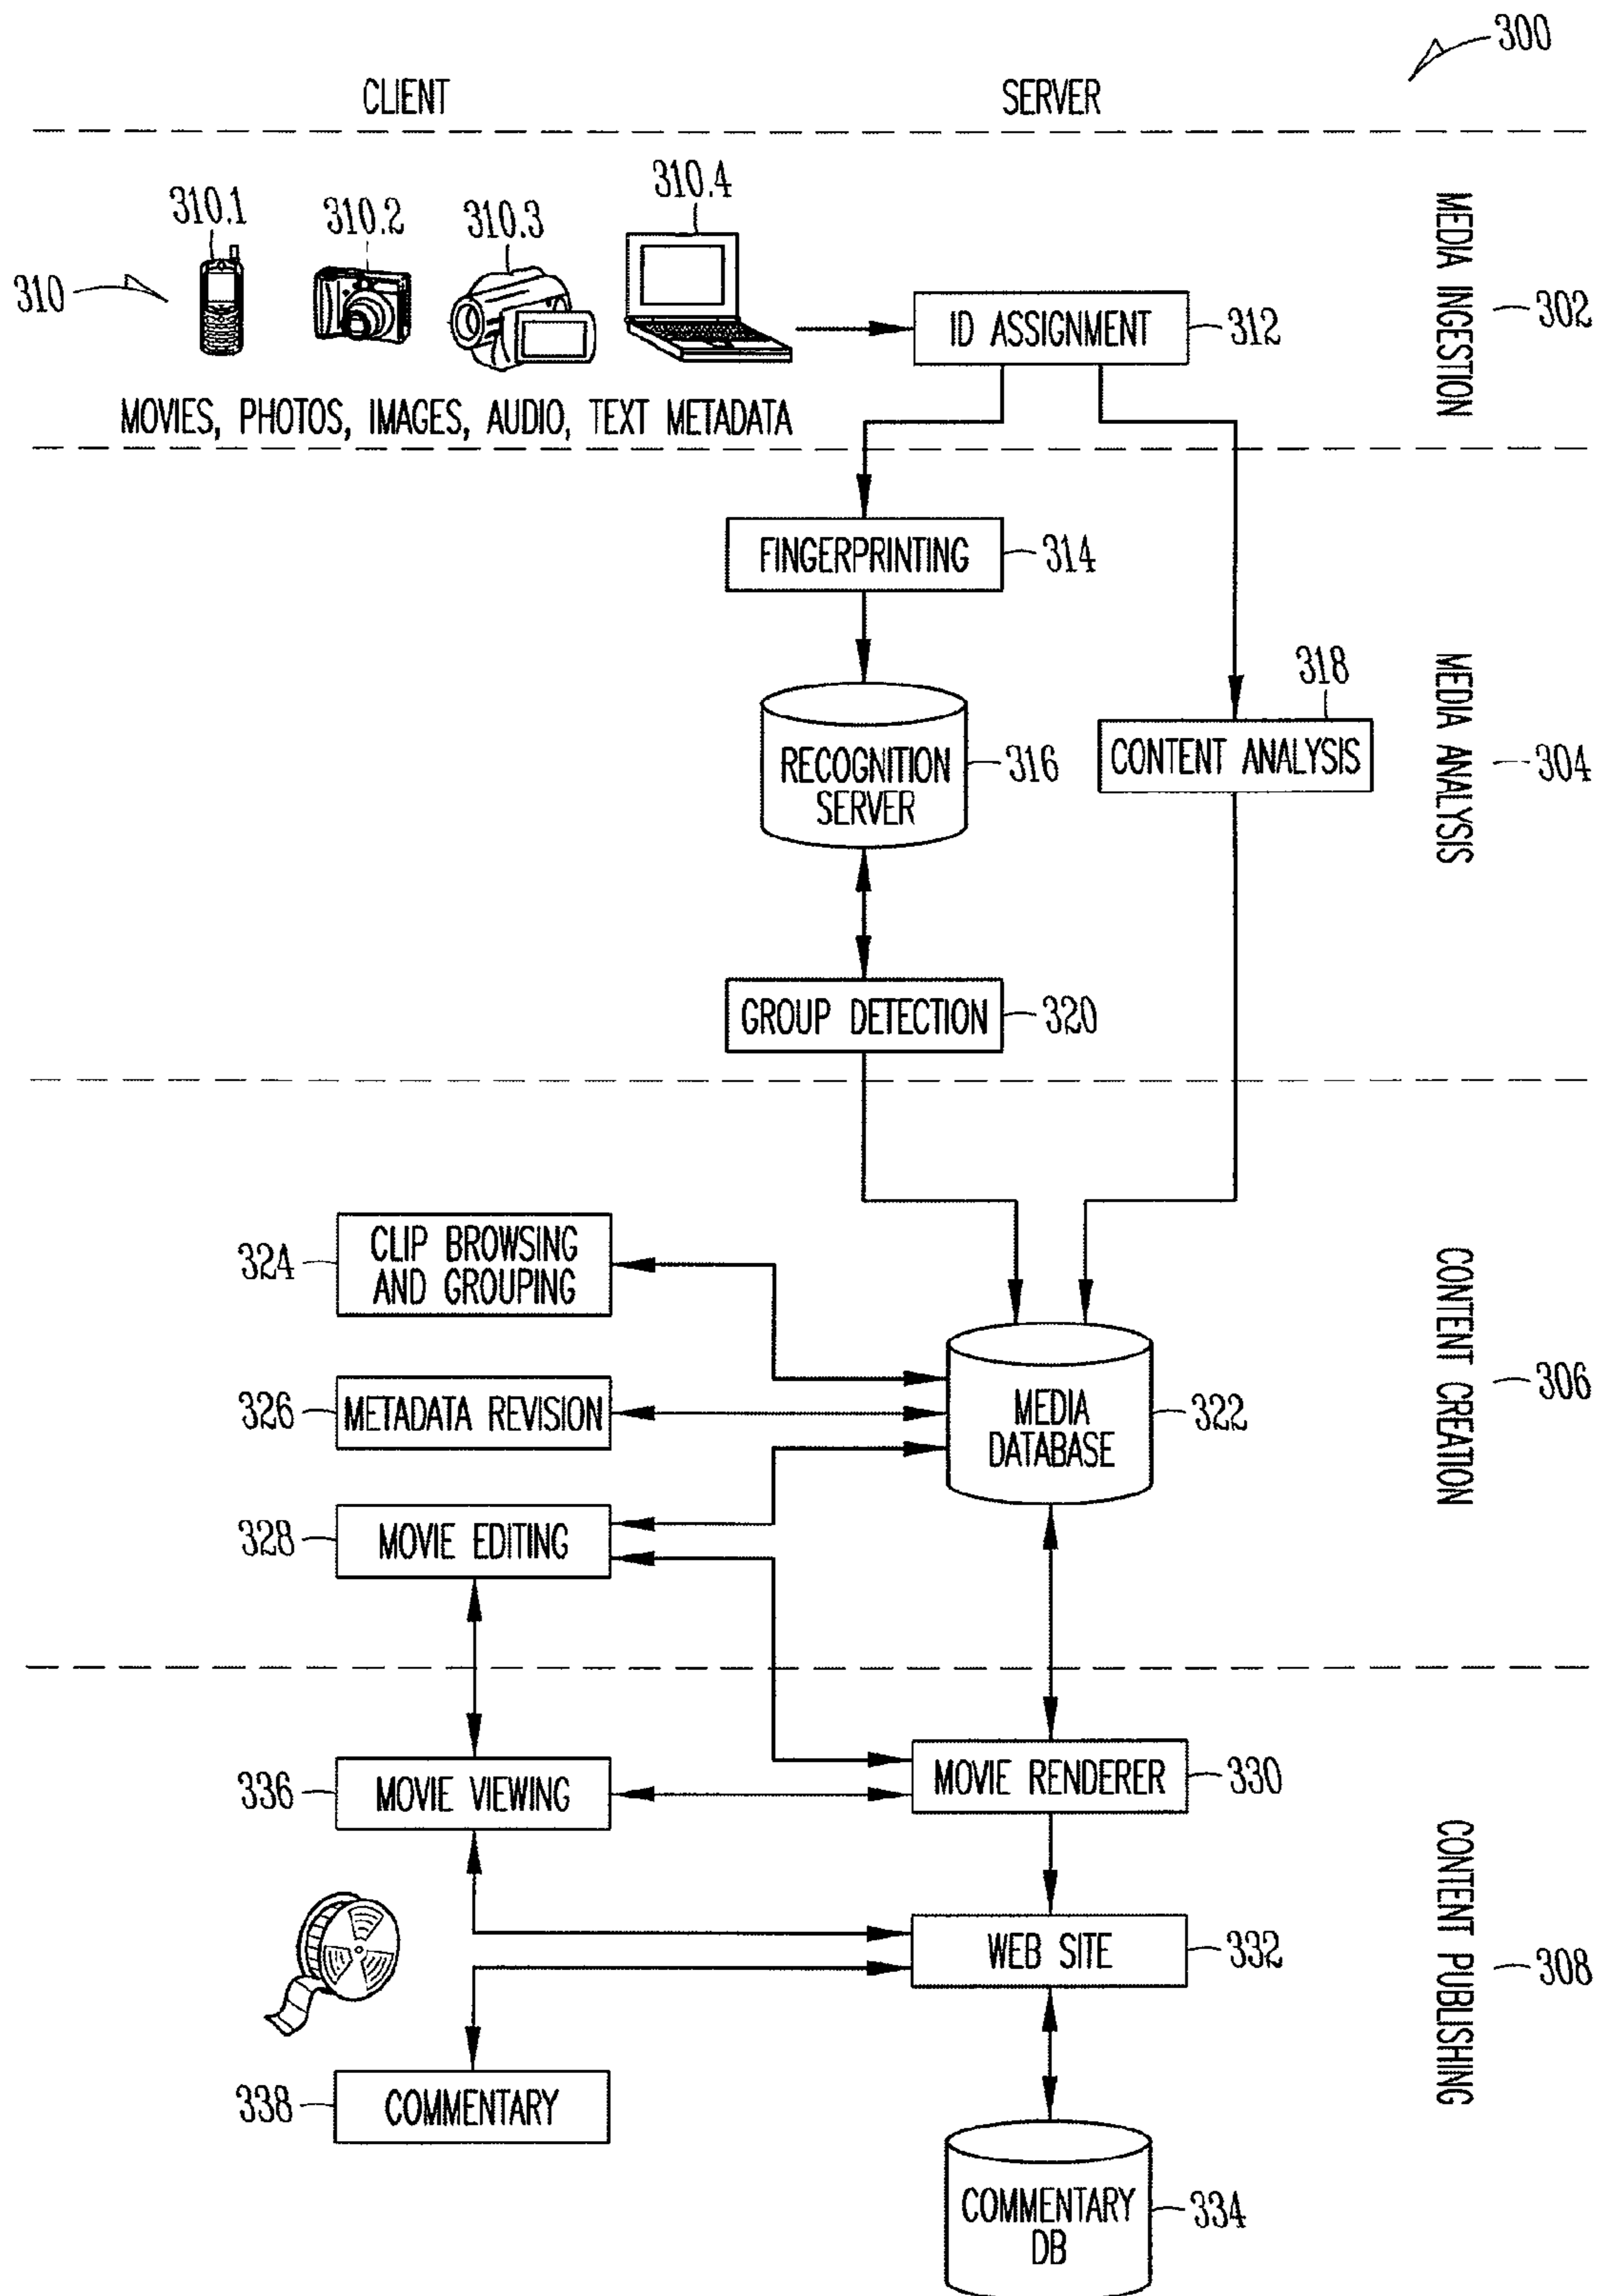 300
CLIENT
SERVER
310.1
310.2
310.3
310.4
310
ID ASSIGNMENT
312
MOVIES, PHOTOS, IMAGES, AUDIO, TEXT METADATA
MEDIA INGESTION
302
FINGERPRINTING
314
RECOGNITION
SERVER
316
318
CONTENT ANALYSIS
GROUP DETECTION
320
MEDIA ANALYSIS
304
324
CLIP BROWSING
AND GROUPING
326
METADATA REVISION
328
MOVIE EDITING
MEDIA
DATABASE
322
CONTENT CREATION
306
336
MOVIE VIEWING
MOVIE RENDERER
330
WEB SITE
332
338
COMMENTARY
COMMENTARY
DB
334
CONTENT PUBLISHING
308